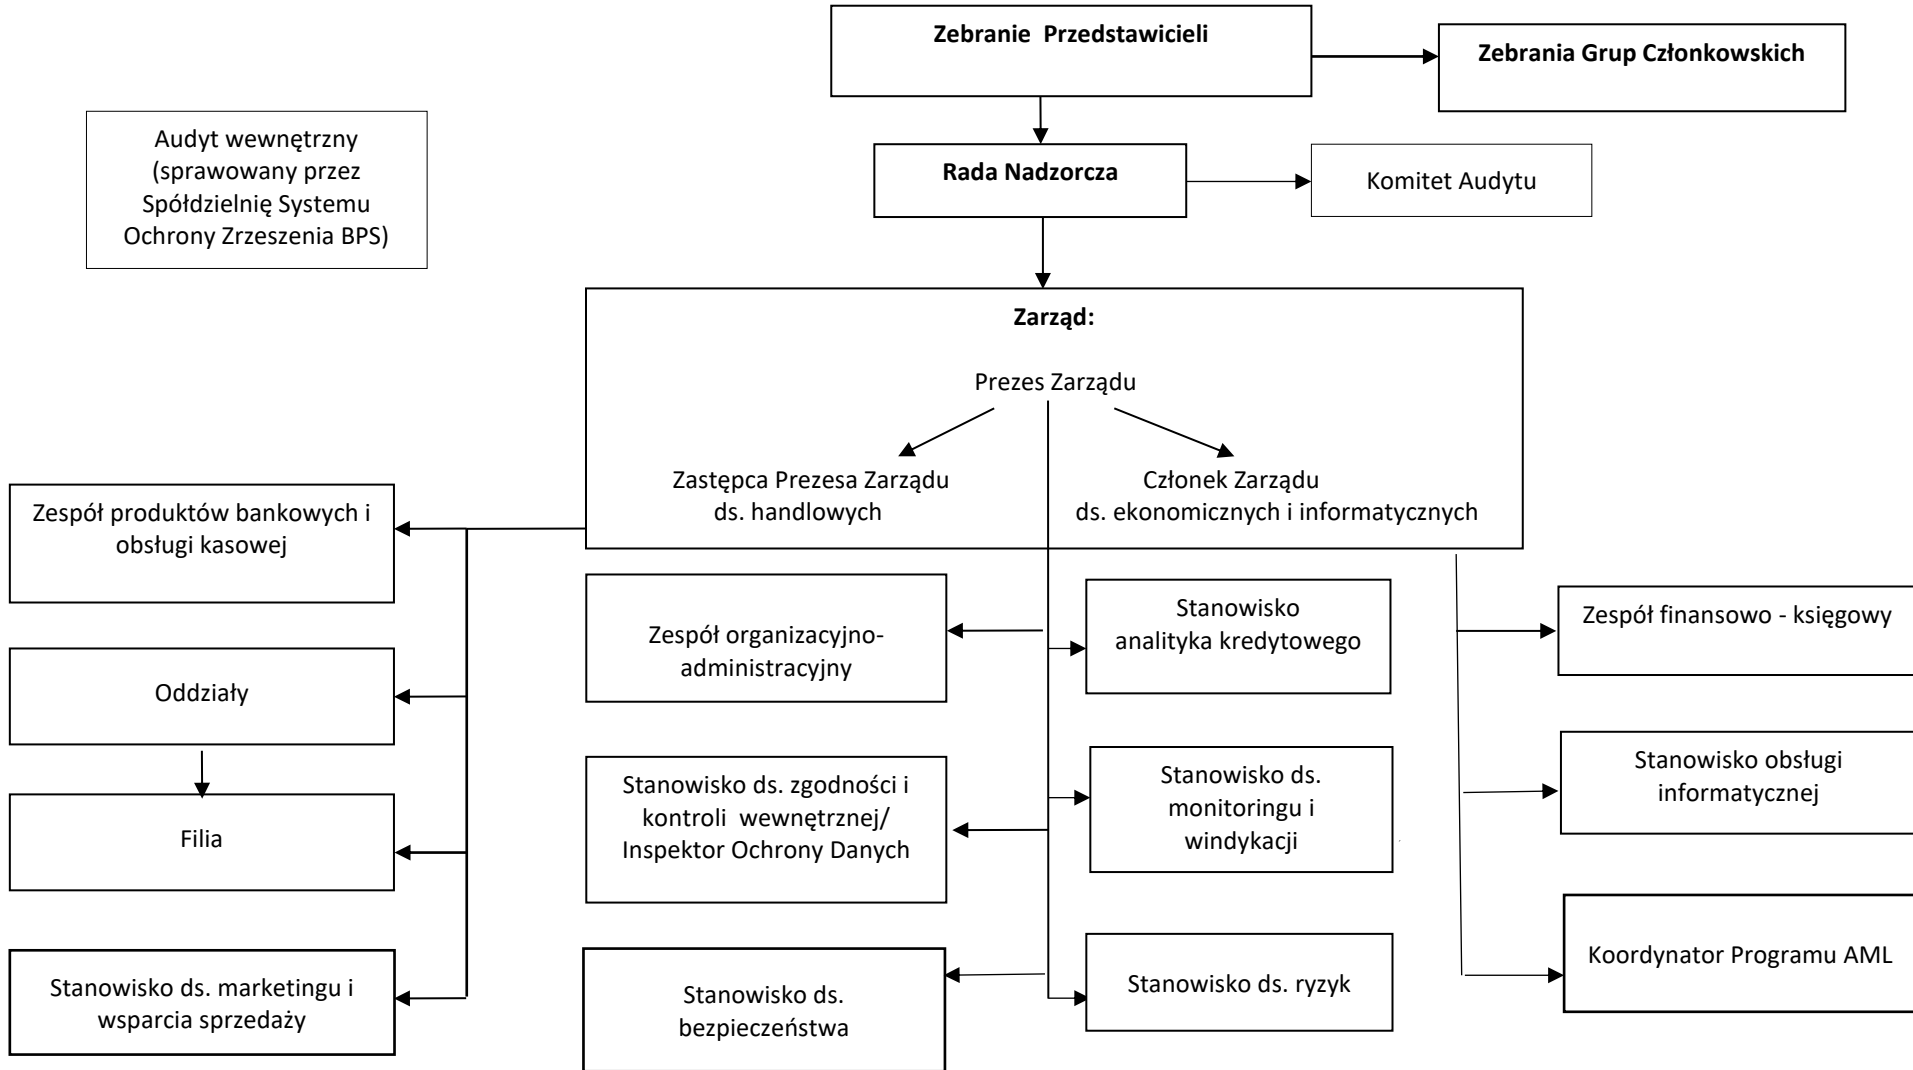 Zebranie Przedstawicieli
Zebrania Grup Członkowskich
Audyt wewnętrzny
(sprawowany przez
Spółdzielnię Systemu
Ochrony Zrzeszenia BPS)
Rada Nadzorcza
Komitet Audytu
Zarząd:
Prezes Zarządu
Zastępca Prezesa Zarządu
ds. handlowych
Członek Zarządu
ds. ekonomicznych i informatycznych
Zespół produktów bankowych i
obsługi kasowej
Oddziały
Filia
Stanowisko ds. marketingu i
wsparcia sprzedaży
Zespół organizacyjno-
administracyjny
Stanowisko ds. zgodności i
kontroli wewnętrznej/
Inspektor Ochrony Danych
Stanowisko ds.
bezpieczeństwa
Stanowisko
analityka kredytowego
Stanowisko ds.
monitoringu i
windykacji
Stanowisko ds. ryzyk
Zespół finansowo - księgowy
Stanowisko obsługi
informatycznej
Koordynator Programu AML